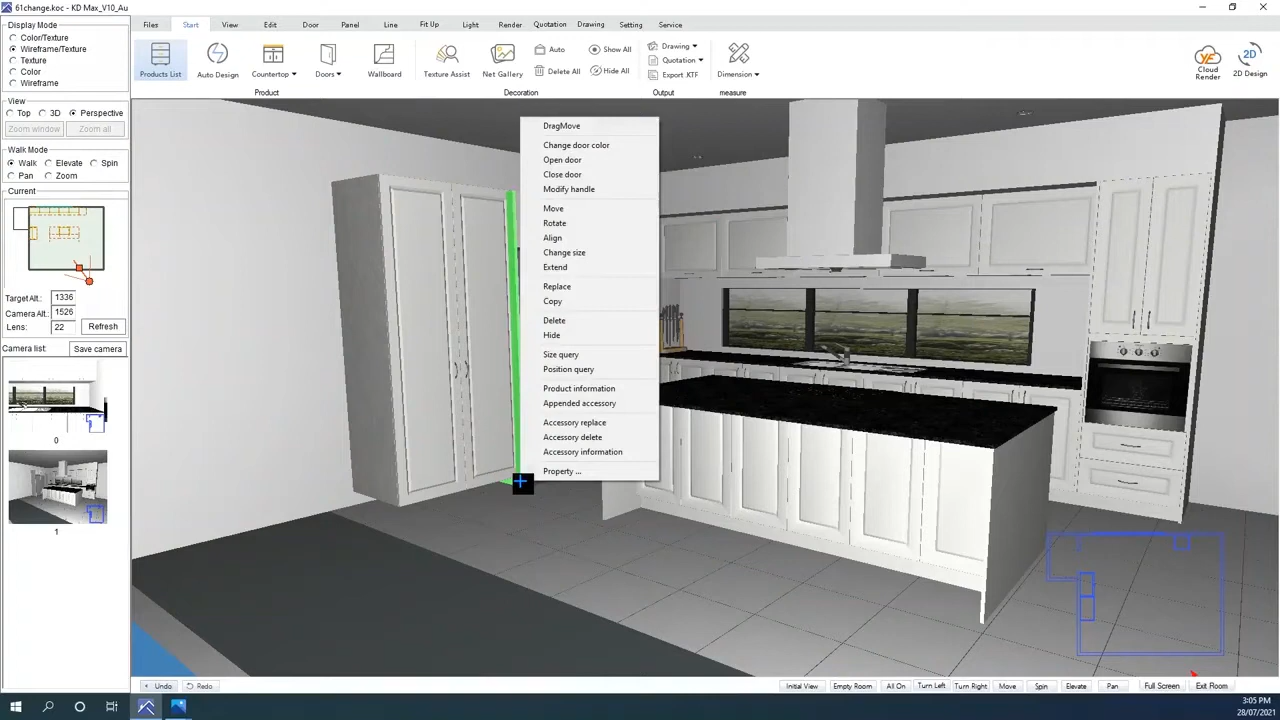 61change.koc - KD Max_V10_Au
Files Start View Edit Door Panel Line Fit Up Light Render Quotation Drawing Setting Service
Products List
Auto Design
Countertop
Doors
Wallboard
Product
Texture Assist
Net Gallery
Auto
Delete All
Show All
Hide All
Decoration
Drawing
Quotation
Export .KTF
Output
Dimension
measure
Cloud
Render
2D Design
Display Mode
Color/Texture
Wireframe/Texture
Texture
Color
Wireframe
View
Top 3D Perspective
Zoom window Zoom all
Walk Mode
Walk Elevate Spin
Pan Zoom
Current
Target Alt.: 1336
Camera Alt.: 1526
Lens: 22 Refresh
Camera list: Save camera
0
1
DragMove
Change door color
Open door
Close door
Modify handle
Move
Rotate
Align
Change size
Extend
Replace
Copy
Delete
Hide
Size query
Position query
Product information
Appended accessory
Accessory replace
Accessory delete
Accessory information
Property ...
Undo Redo
Initial View Empty Room All On Turn Left Turn Right Move Spin Elevate Pan Full Screen Exit Room
3:05 PM
28/07/2021